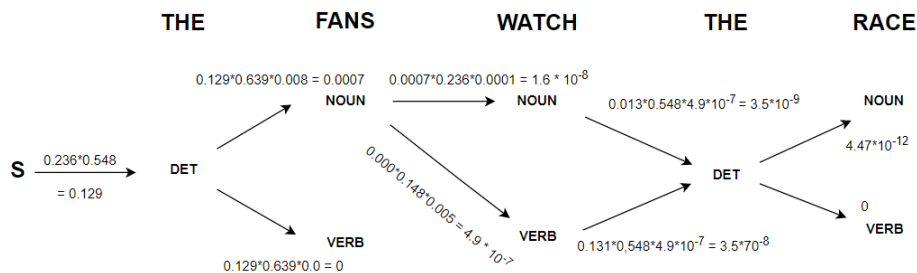 THE FANS WATCH THE RACE
0.129*0.639*0.008 = 0.0007
0.0007*0.236*0.0001 = 1.6 * 10^-8
NOUN
NOUN
0.013*0.548*4.9*10^-7 = 3.5*10^-9
NOUN
4.47*10^-12
0.236*0.548
S
= 0.129
DET
0.000*0.148*0.005 = 4.9 * 10^-7
DET
0
VERB
VERB
VERB
0.129*0.639*0.0 = 0
0.131*0,548*4.9*10^-7 = 3.5*70^-8